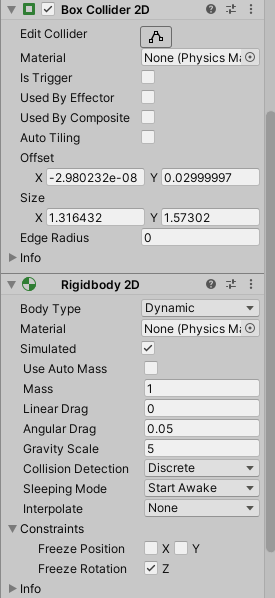 Box Collider 2D
Edit Collider
Material None (Physics Ma
Is Trigger
Used By Effector
Used By Composite
Auto Tiling
Offset
X -2.980232e-08 Y 0.02999997
Size
X 1.316432 Y 1.57302
Edge Radius 0
Info
Rigidbody 2D
Body Type Dynamic
Material None (Physics Ma
Simulated
Use Auto Mass
Mass 1
Linear Drag 0
Angular Drag 0.05
Gravity Scale 5
Collision Detection Discrete
Sleeping Mode Start Awake
Interpolate None
Constraints
Freeze Position X Y
Freeze Rotation Z
Info